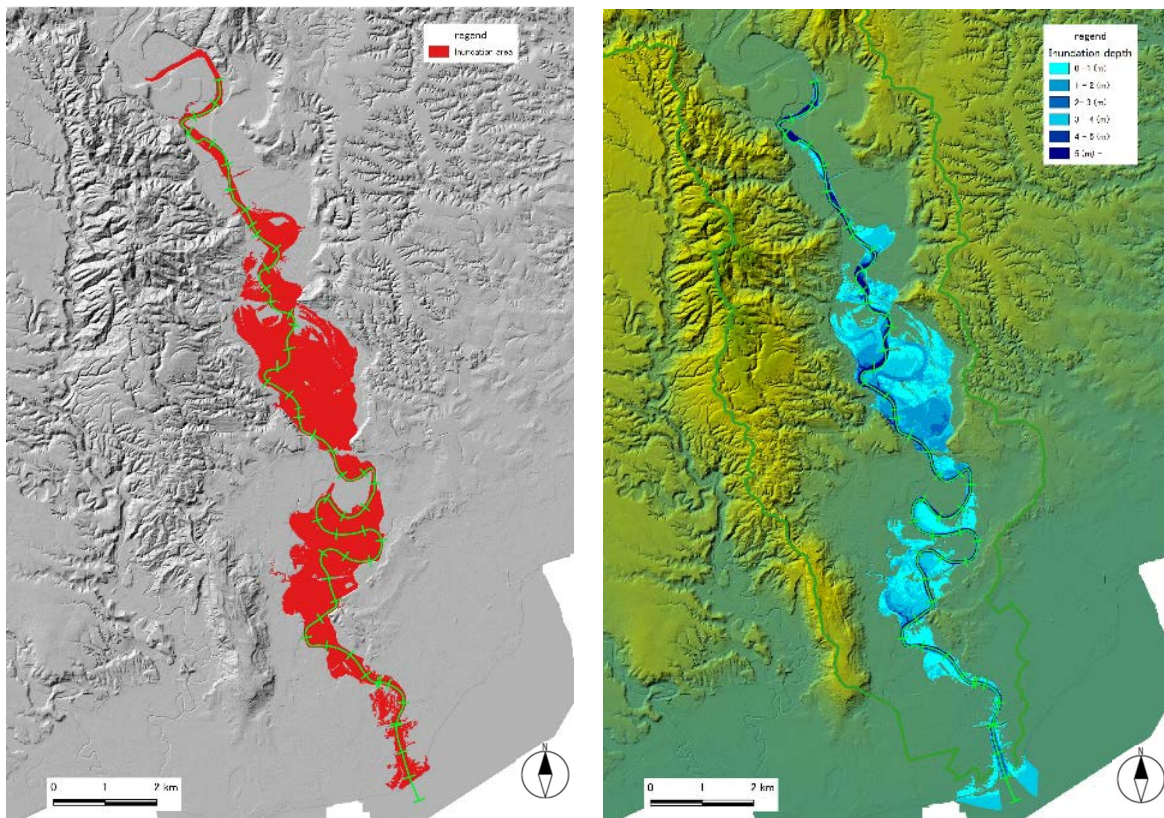 regend
Inundation area
0 1 2 km
N
regend
Inundation depth
0 - 1 (m)
1 - 2 (m)
2 - 3 (m)
3 - 4 (m)
4 - 5 (m)
5 (m) -
0 1 2 km
N